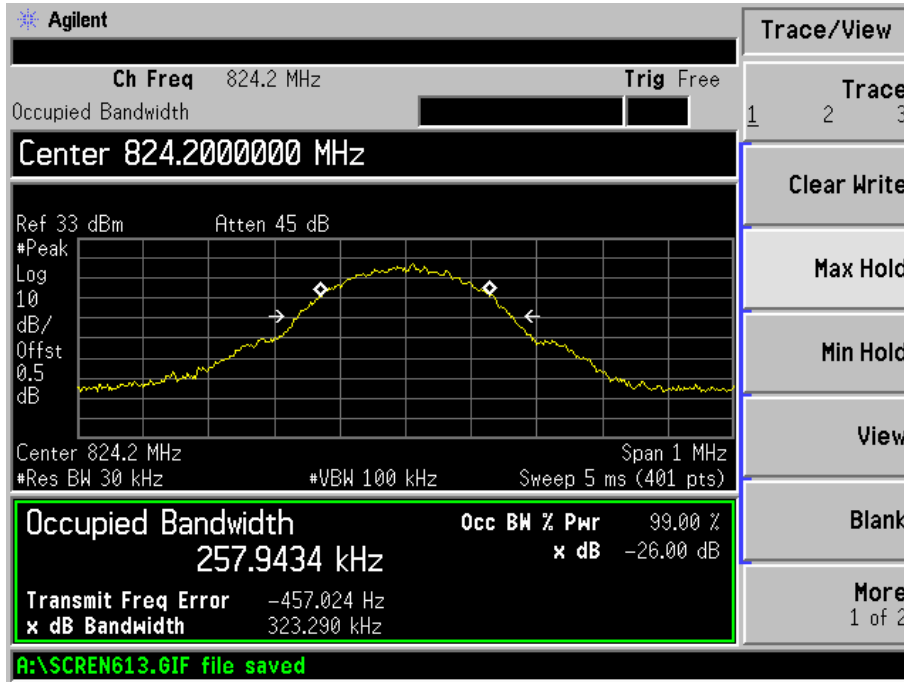 Agilent
Trace/View
Ch Freq 824.2 MHz Trig Free
Occupied Bandwidth
Trace
1 2 3
Center 824.2000000 MHz
Clear Write
Ref 33 dBm Atten 45 dB
#Peak
Log
10
dB/
Offst
0.5
dB
Max Hold
Min Hold
View
Center 824.2 MHz Span 1 MHz
#Res BW 30 kHz #VBW 100 kHz Sweep 5 ms (401 pts)
Occupied Bandwidth
257.9434 kHz
Occ BW % Pwr 99.00 %
x dB -26.00 dB
Blank
Transmit Freq Error -457.024 Hz
x dB Bandwidth 323.290 kHz
More
1 of 2
A:\SCREN613.GIF file saved